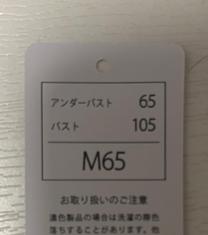 アンダーバスト 65
バスト 105
M65
お取り扱いのご注意
濃色製品の場合は洗濯の際色
落ちすることがあります。他